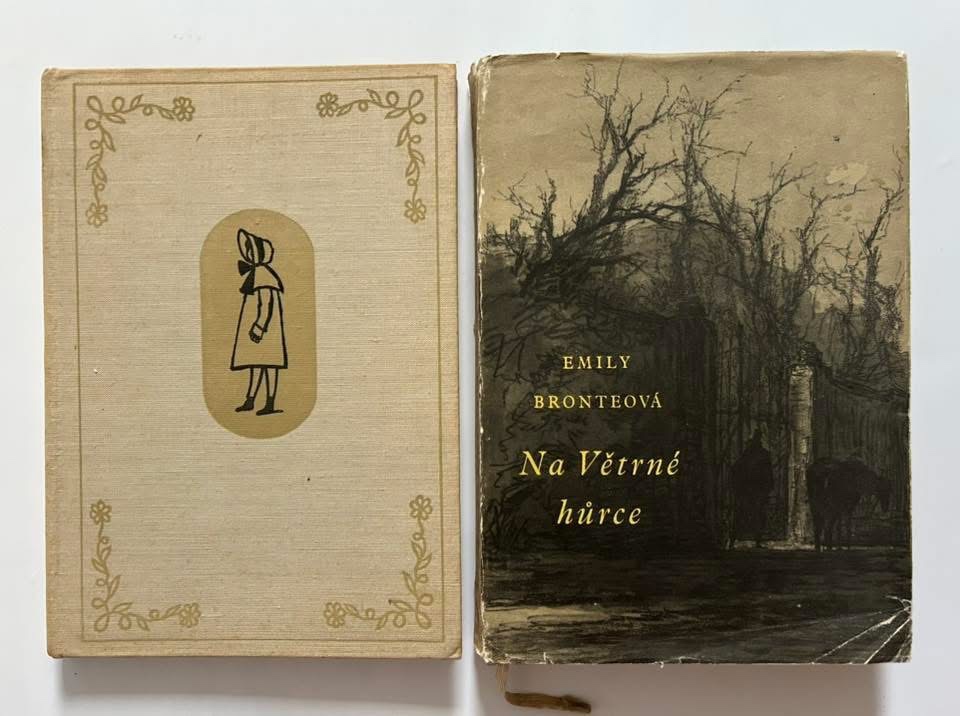 EMILY
BRONTEOVÁ
Na Větrné
hůrce